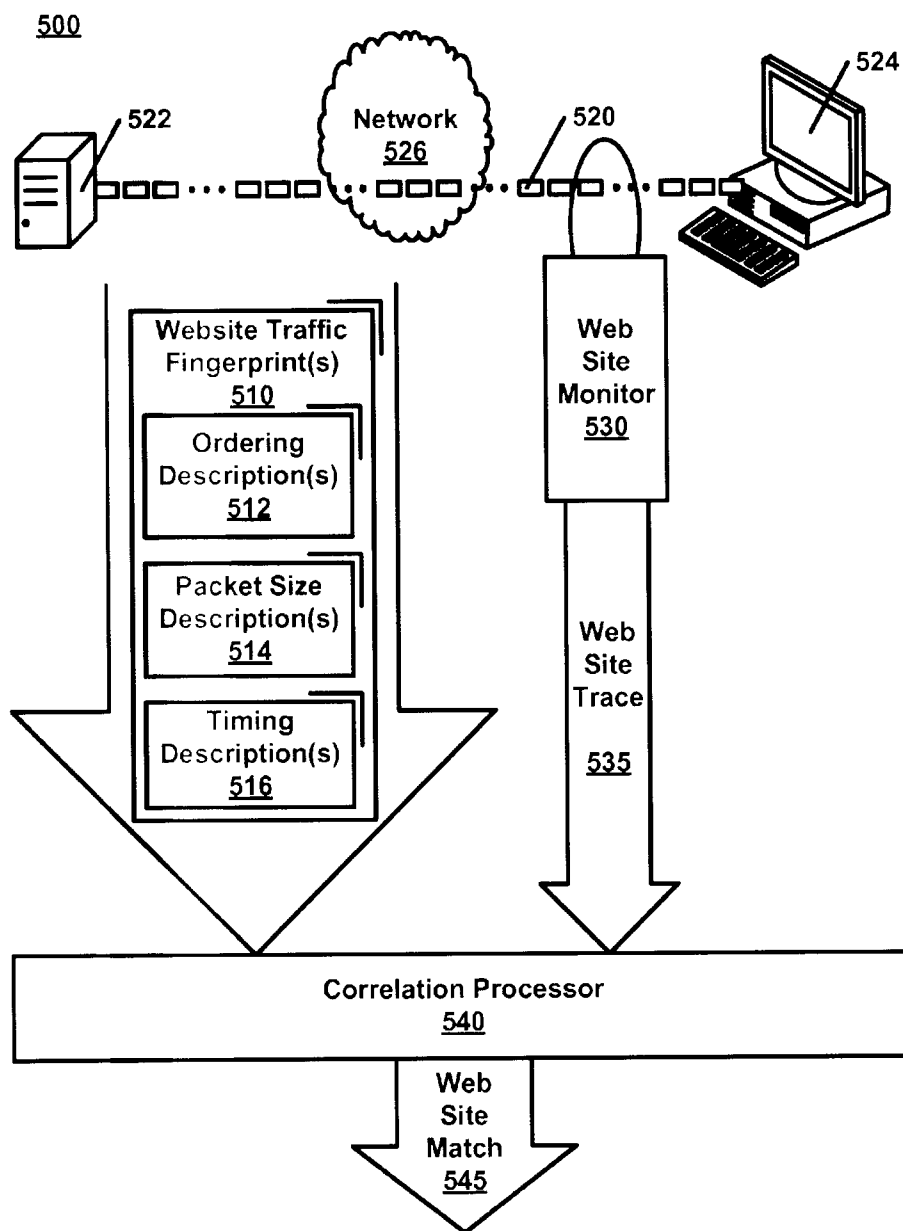 500
522
Network
526
520
524
Website Traffic
Fingerprint(s)
510
Ordering
Description(s)
512
Packet Size
Description(s)
514
Timing
Description(s)
516
Web
Site
Monitor
530
Web
Site
Trace
535
Correlation Processor
540
Web
Site
Match
545